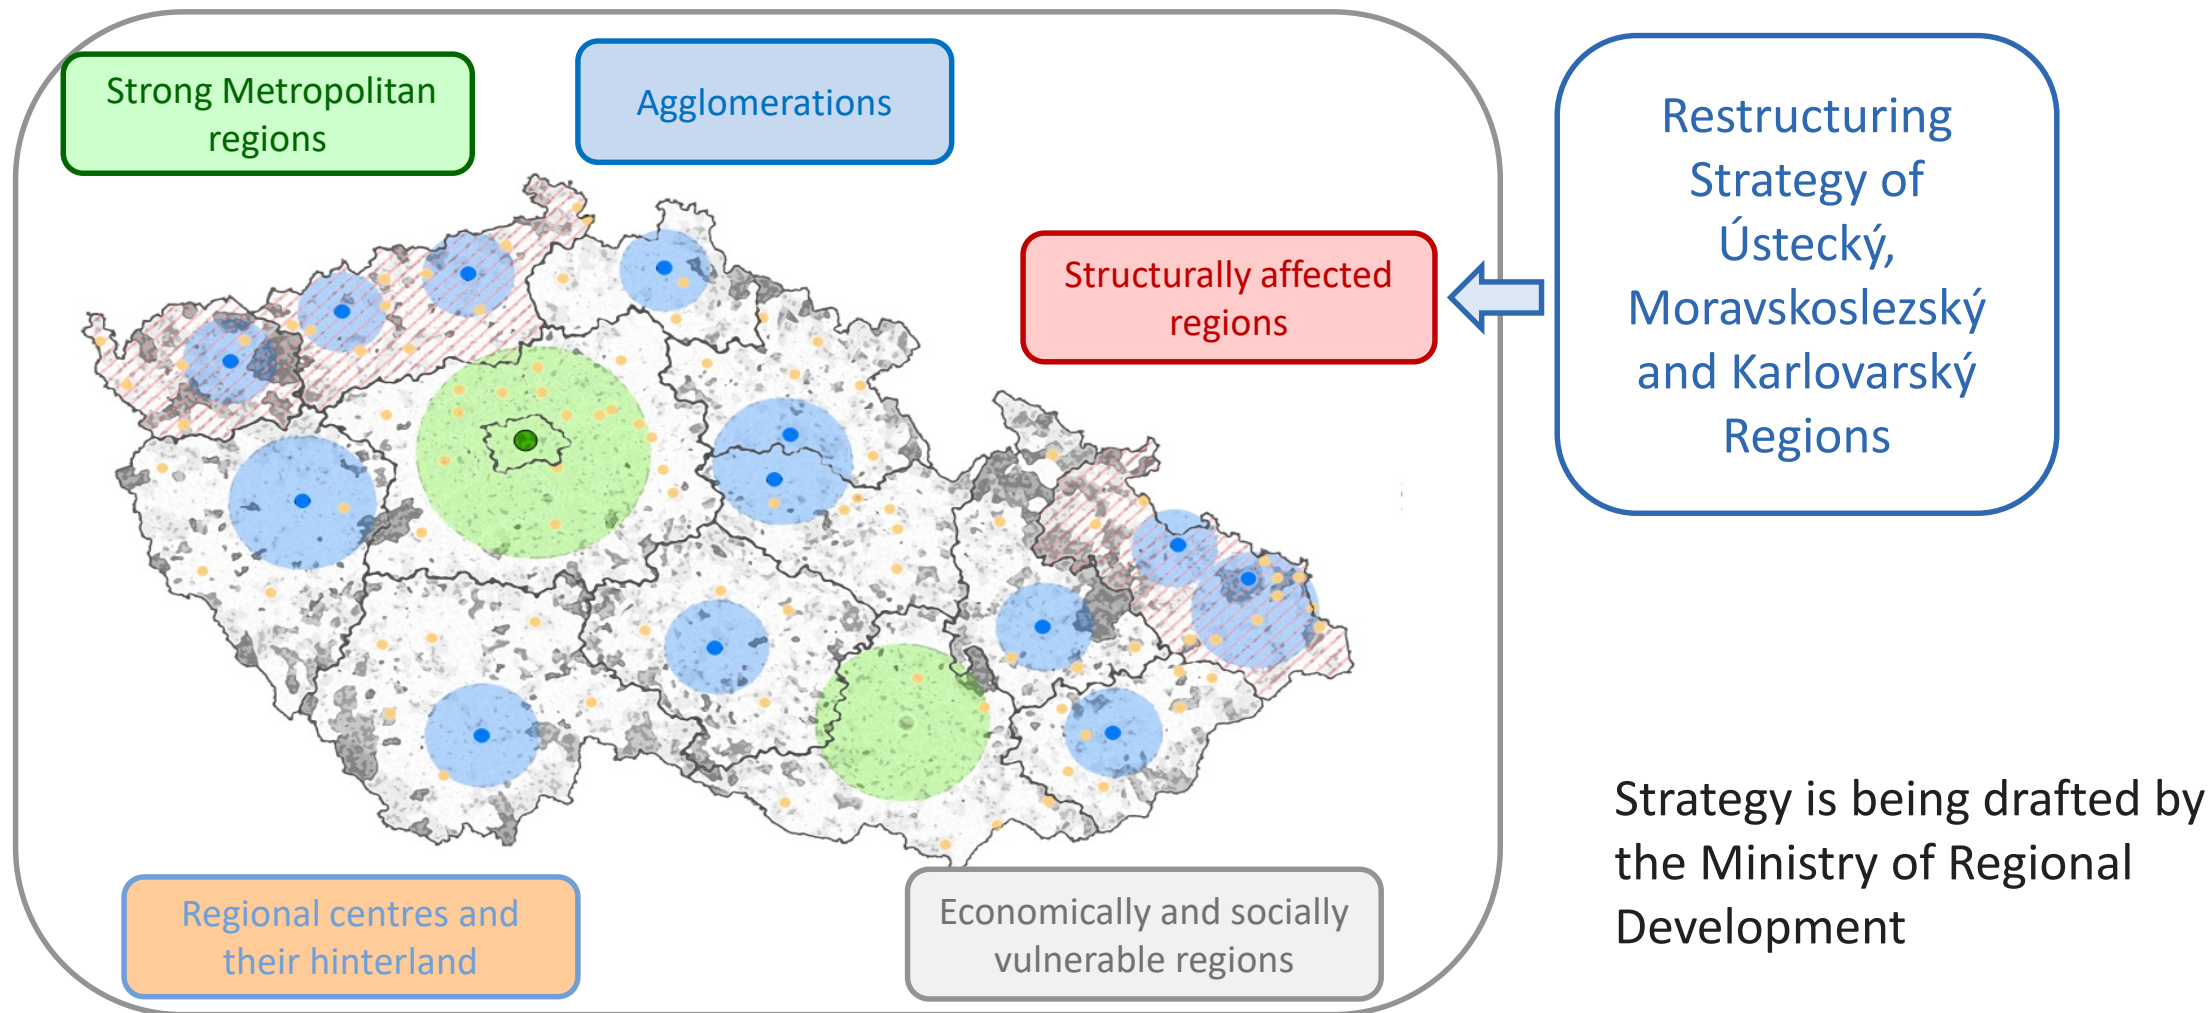 Strong Metropolitan
regions
Agglomerations
Structurally affected
regions
Regional centres and
their hinterland
Economically and socially
vulnerable regions
Restructuring
Strategy of
Ústecký,
Moravskoslezský
and Karlovarský
Regions
Strategy is being drafted by
the Ministry of Regional
Development